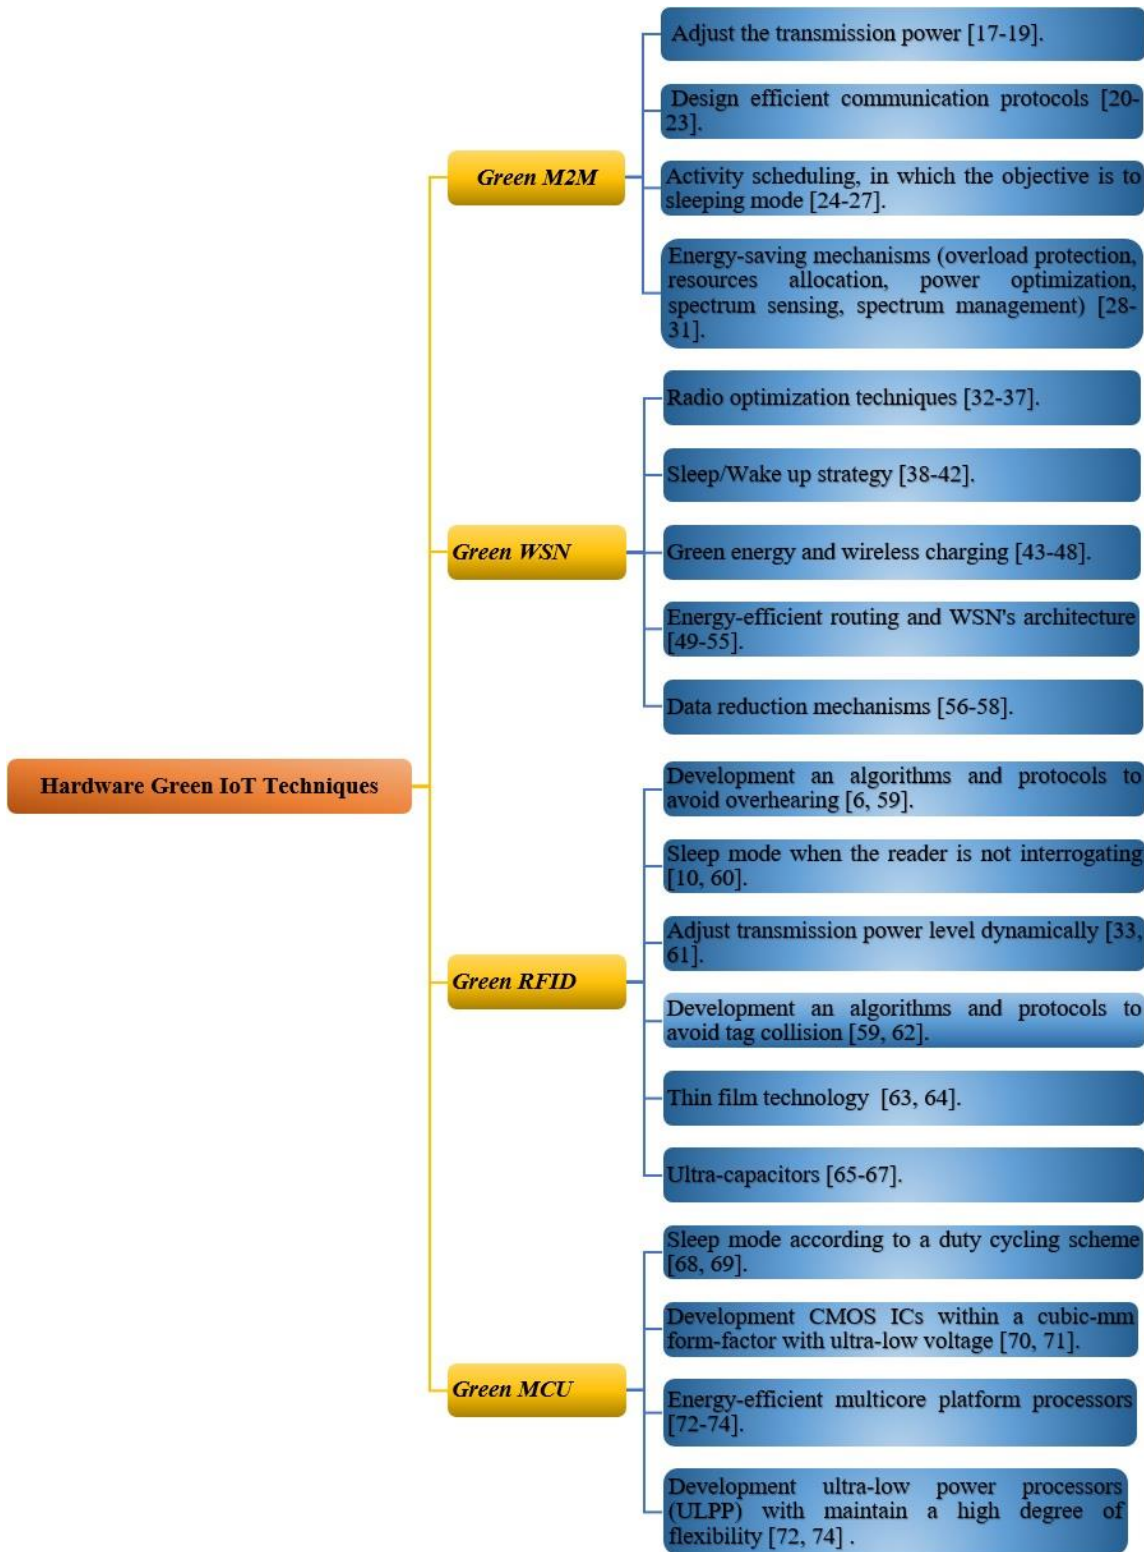 Hardware Green IoT Techniques
Green M2M
Adjust the transmission power [17-19].
Design efficient communication protocols [20-
23].
Activity scheduling, in which the objective is to
sleeping mode [24-27].
Energy-saving mechanisms (overload protection,
resources allocation, power optimization,
spectrum sensing, spectrum management) [28-
31].
Green WSN
Radio optimization techniques [32-37].
Sleep/Wake up strategy [38-42].
Green energy and wireless charging [43-48].
Energy-efficient routing and WSN's architecture
[49-55].
Data reduction mechanisms [56-58].
Green RFID
Development an algorithms and protocols to
avoid overhearing [6, 59].
Sleep mode when the reader is not interrogating
[10, 60].
Adjust transmission power level dynamically [33,
61].
Development an algorithms and protocols to
avoid tag collision [59, 62].
Thin film technology [63, 64].
Ultra-capacitors [65-67].
Green MCU
Sleep mode according to a duty cycling scheme
[68, 69].
Development CMOS ICs within a cubic-mm
form-factor with ultra-low voltage [70, 71].
Energy-efficient multicore platform processors
[72-74].
Development ultra-low power processors
(ULPP) with maintain a high degree of
flexibility [72, 74] .